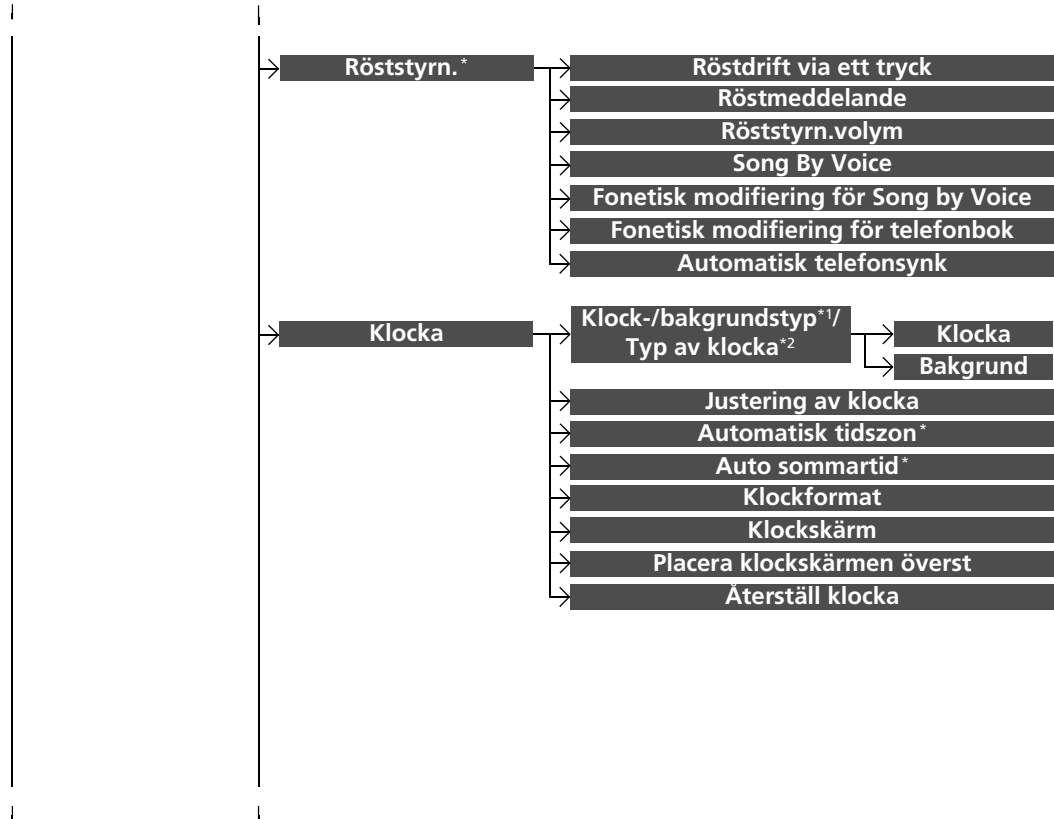 Röststyrn.*
Röstdrift via ett tryck
Röstmeddelande
Röststyrn.volym
Song By Voice
Fonetisk modifiering för Song by Voice
Fonetisk modifiering för telefonbok
Automatisk telefonsynk
Klocka
Klock-/bakgrundstyp*1/
Typ av klocka*2
Klocka
Bakgrund
Justering av klocka
Automatisk tidszon*
Auto sommartid*
Klockformat
Klockskärm
Placera klockskärmen överst
Återställ klocka